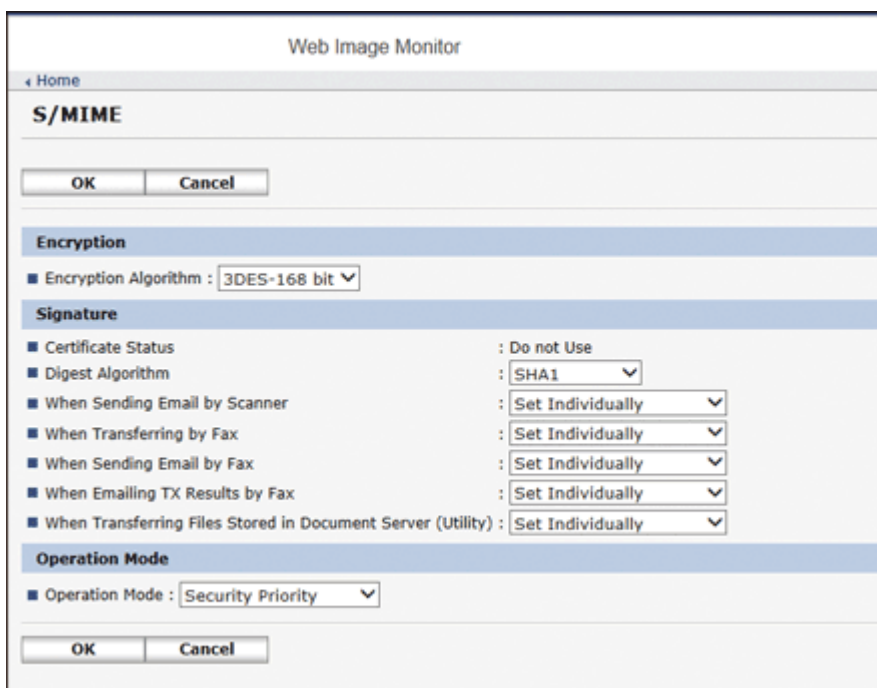 Web Image Monitor
Home
S/MIME
OK Cancel
Encryption
Encryption Algorithm : 3DES-168 bit
Signature
Certificate Status : Do not Use
Digest Algorithm : SHA1
When Sending Email by Scanner : Set Individually
When Transferring by Fax : Set Individually
When Sending Email by Fax : Set Individually
When Emailing TX Results by Fax : Set Individually
When Transferring Files Stored in Document Server (Utility) : Set Individually
Operation Mode
Operation Mode : Security Priority
OK Cancel